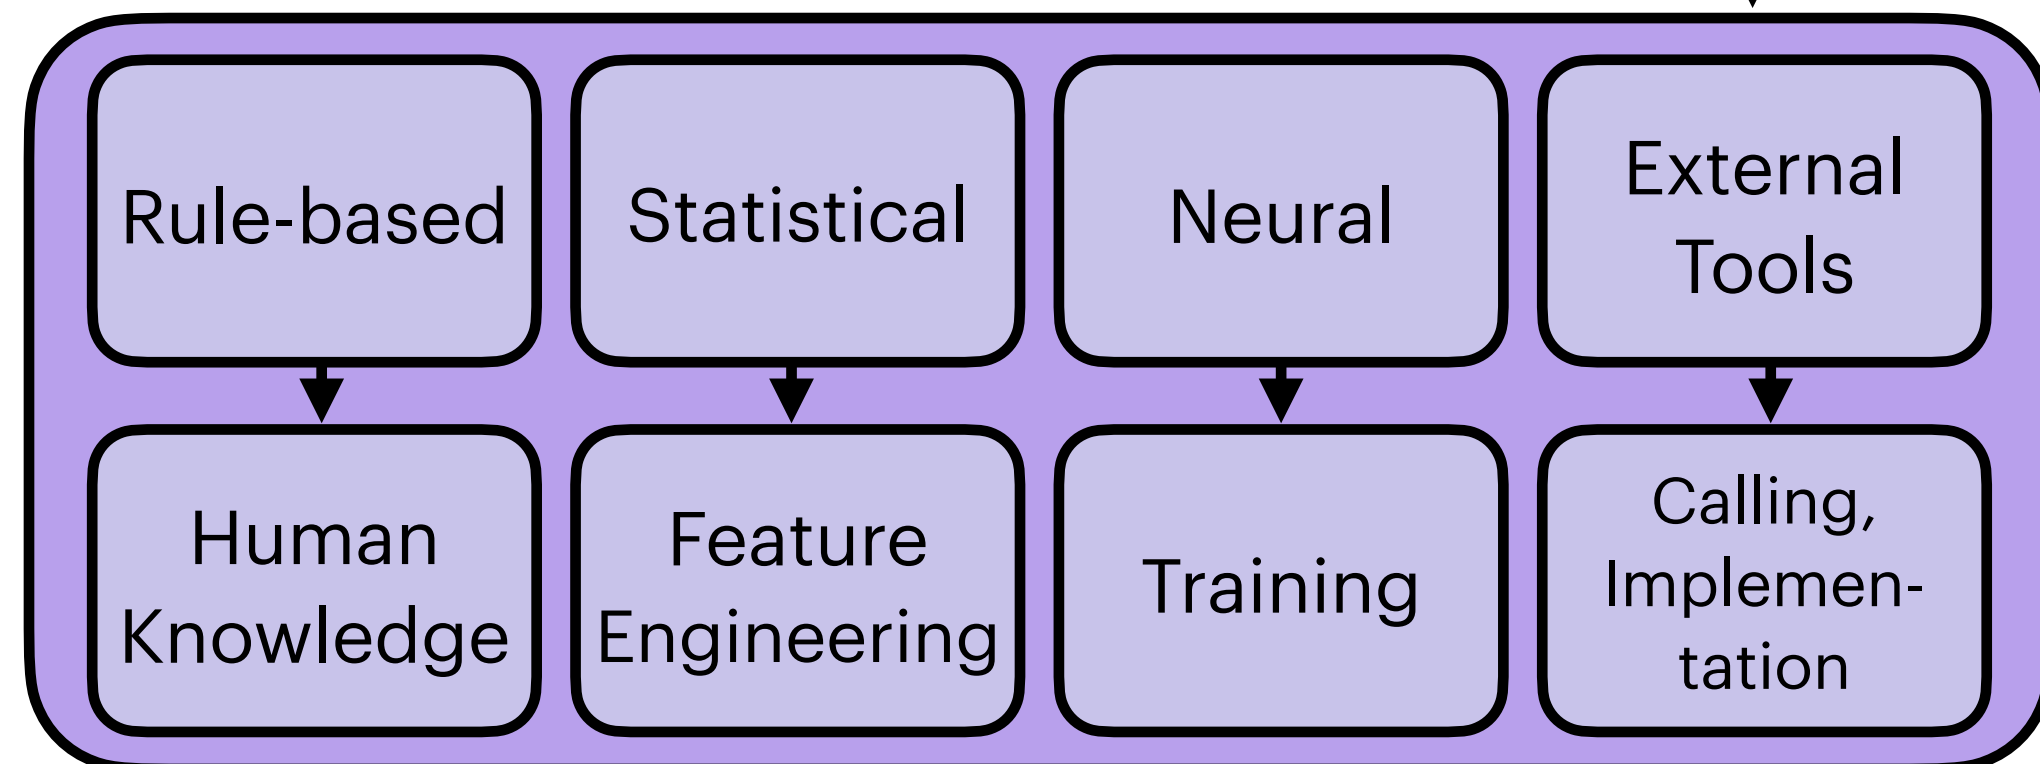 Rule-based
Statistical
Neural
External
Tools
Human
Knowledge
Feature
Engineering
Training
Calling,
Implemen-
tation